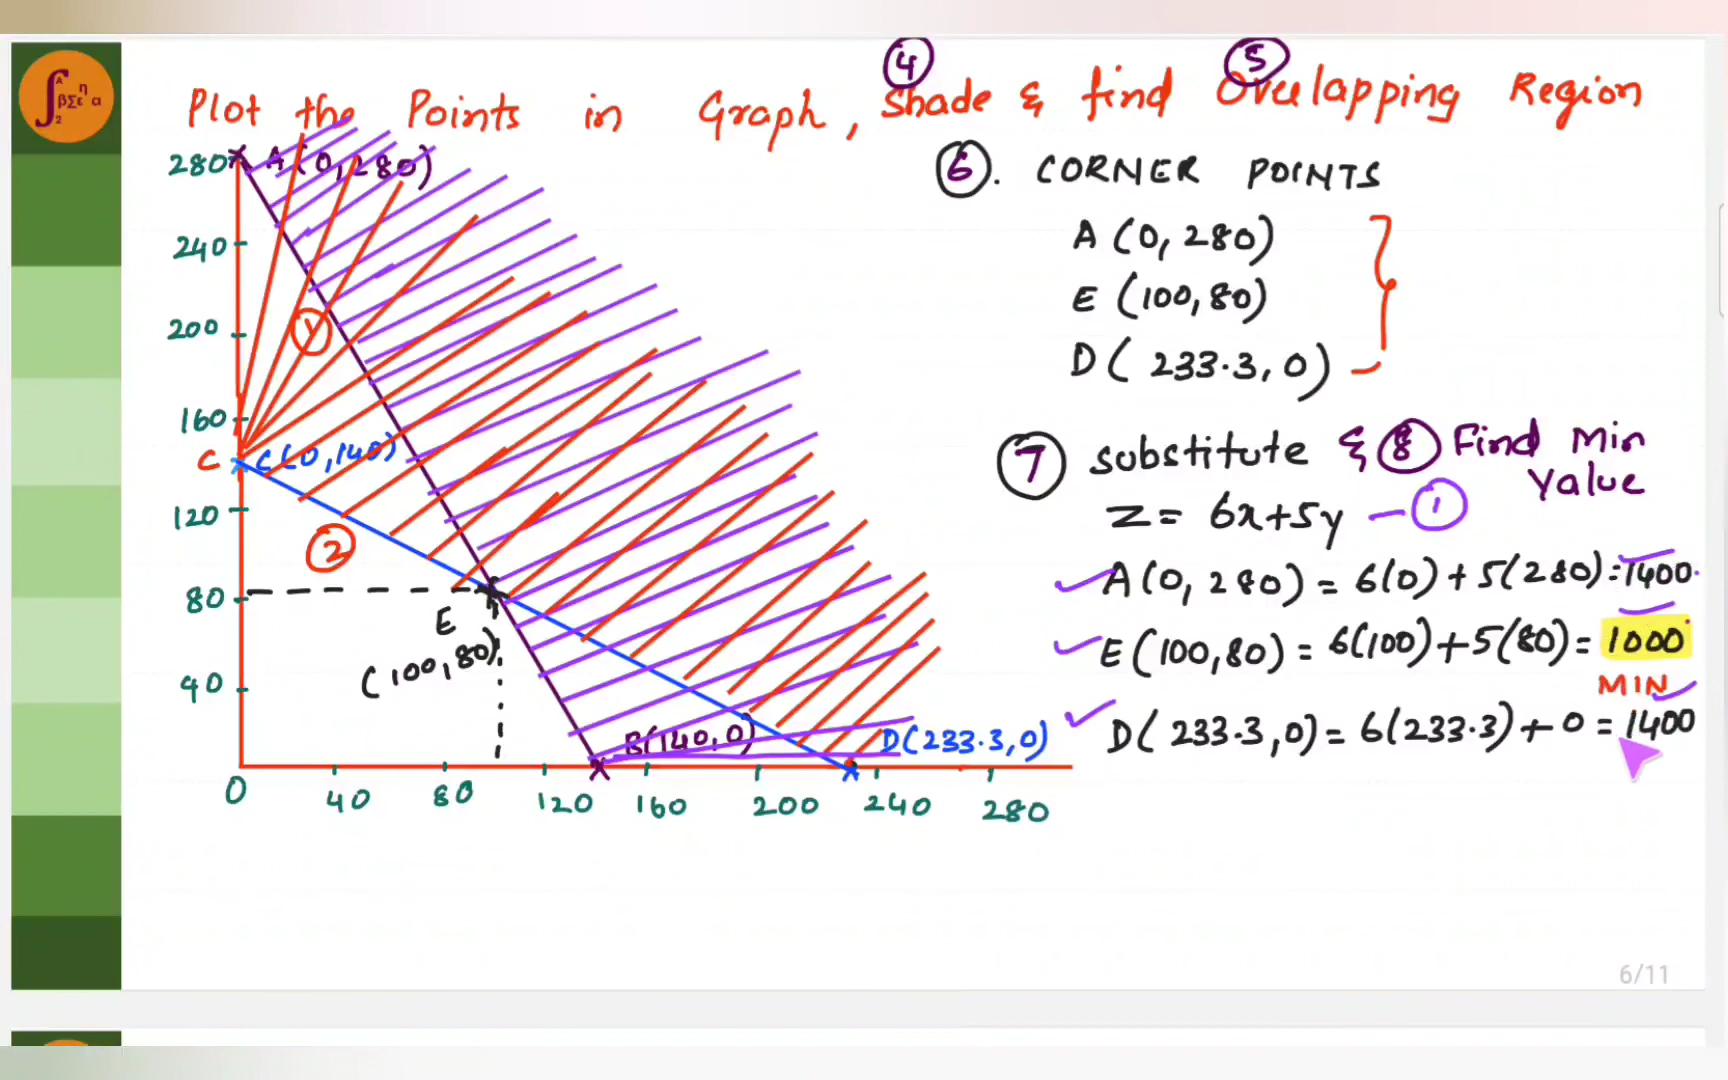 Plot the Points in Graph, Shade & find Overlapping Region
4
5
280
A(0,280)
240
200
1
160
C
C(0,140)
120
2
80
E
(100,80)
40
B(140,0)
D(233.3,0)
0 40 80 120 160 200 240 280
6. CORNER POINTS
A (0, 280)
E (100,80)
D( 233.3, 0)
7 Substitute & 8 Find Min
Value
Z = 6x+5y — 1
A(0, 280) = 6(0)+5(280)=1400.
E(100,80) = 6(100)+5(80)= 1000
MIN
D( 233.3,0)= 6(233.3)+0 = 1400
6/11